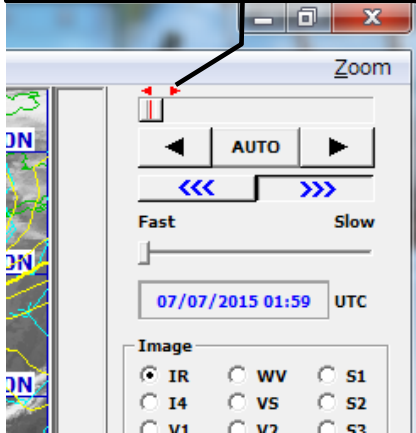 Zoom
AUTO
<<< >>>
Fast Slow
07/07/2015 01:59 UTC
Image
IR WV S1
I4 VS S2
V1 V2 S3